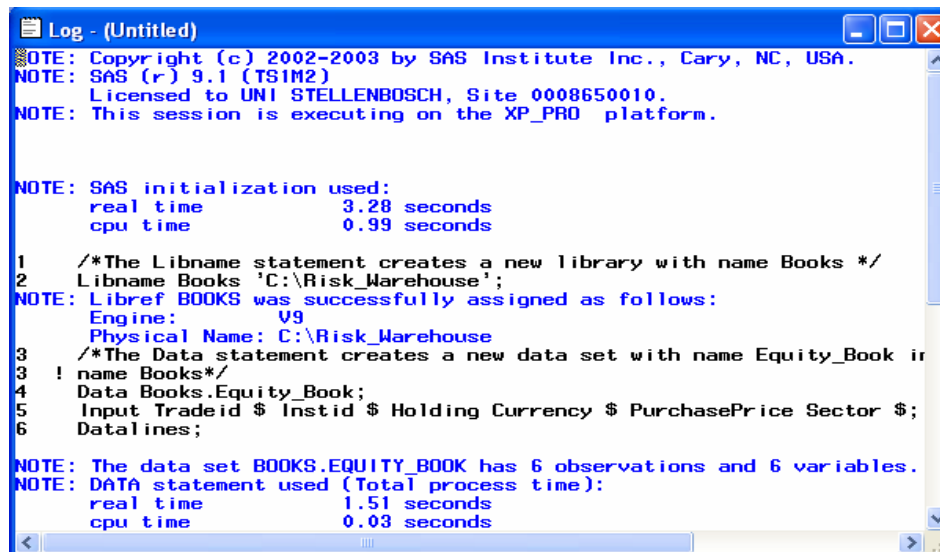 Log - (Untitled)
NOTE: Copyright (c) 2002-2003 by SAS Institute Inc., Cary, NC, USA.
NOTE: SAS (r) 9.1 (TS1M2)
      Licensed to UNI STELLENBOSCH, Site 0008650010.
NOTE: This session is executing on the XP_PRO  platform.
NOTE: SAS initialization used:
      real time           3.28 seconds
      cpu time            0.99 seconds
1    /*The Libname statement creates a new library with name Books */
2    Libname Books 'C:\Risk_Warehouse';
NOTE: Libref BOOKS was successfully assigned as follows:
      Engine:        V9
      Physical Name: C:\Risk_Warehouse
3    /*The Data statement creates a new data set with name Equity_Book in
3  ! name Books*/
4    Data Books.Equity_Book;
5    Input Tradeid $ Instid $ Holding Currency $ PurchasePrice Sector $;
6    Datalines;
NOTE: The data set BOOKS.EQUITY_BOOK has 6 observations and 6 variables.
NOTE: DATA statement used (Total process time):
      real time           1.51 seconds
      cpu time            0.03 seconds